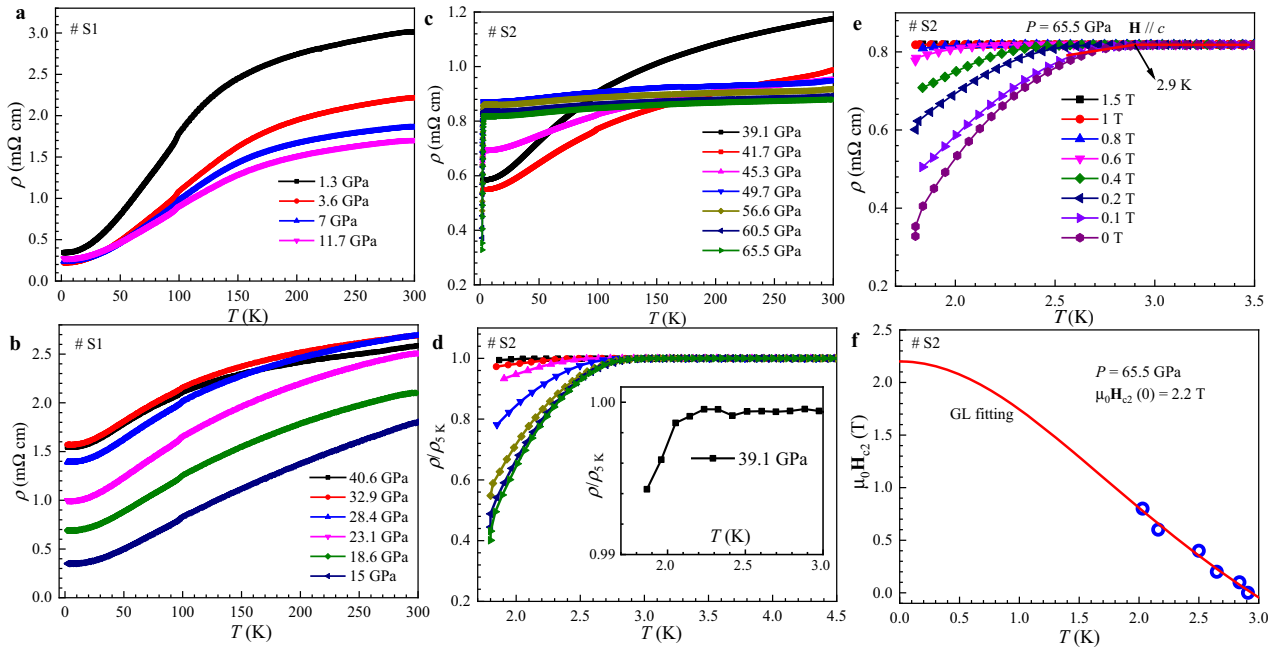 a
# S1
3.0
2.5
2.0
1.5
1.0
0.5
0.0
ρ (mΩ cm)
1.3 GPa
3.6 GPa
7 GPa
11.7 GPa
0 50 100 150 200 250 300
T (K)
b
# S1
2.5
2.0
1.5
1.0
0.5
0.0
ρ (mΩ cm)
40.6 GPa
32.9 GPa
28.4 GPa
23.1 GPa
18.6 GPa
15 GPa
0 50 100 150 200 250 300
T (K)
c
# S2
1.2
1.0
0.8
0.6
0.4
0.2
ρ (mΩ cm)
39.1 GPa
41.7 GPa
45.3 GPa
49.7 GPa
56.6 GPa
60.5 GPa
65.5 GPa
0 50 100 150 200 250 300
T (K)
d
# S2
1.0
0.8
0.6
0.4
0.2
ρ/ρ5 K
1.00
0.99
ρ/ρ5 K
39.1 GPa
T (K)
2.0 2.5 3.0
2.0 2.5 3.0 3.5 4.0 4.5
T (K)
e
# S2
P = 65.5 GPa H // c
0.8
0.6
0.4
0.2
0.0
ρ (mΩ cm)
2.9 K
1.5 T
1 T
0.8 T
0.6 T
0.4 T
0.2 T
0.1 T
0 T
2.0 2.5 3.0 3.5
T (K)
f
# S2
2.5
2.0
1.5
1.0
0.5
0.0
μ0Hc2 (T)
P = 65.5 GPa
μ0Hc2 (0) = 2.2 T
GL fitting
0.0 0.5 1.0 1.5 2.0 2.5 3.0
T (K)